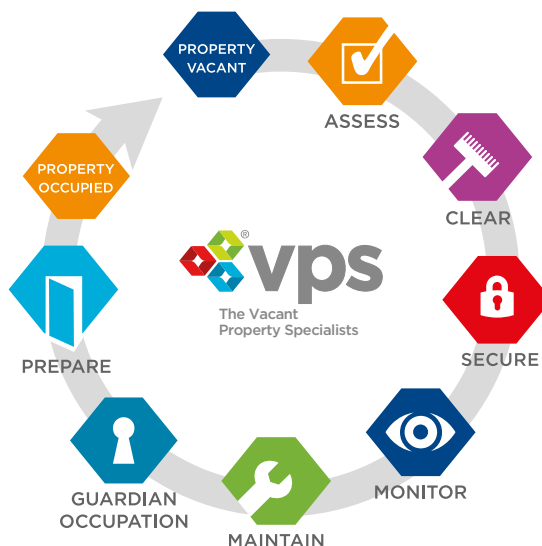 PROPERTY
VACANT
ASSESS
CLEAR
SECURE
MONITOR
MAINTAIN
GUARDIAN
OCCUPATION
PREPARE
PROPERTY
OCCUPIED
vps®
The Vacant
Property Specialists